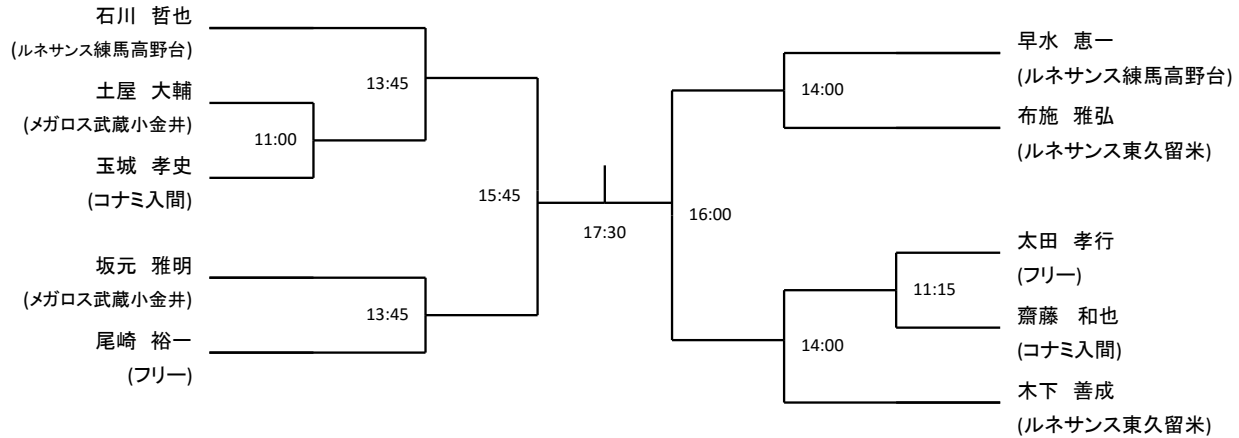 石川 哲也
(ルネサンス練馬高野台)
土屋 大輔
(メガロス武蔵小金井)
玉城 孝史
(コナミ入間)
坂元 雅明
(メガロス武蔵小金井)
尾崎 裕一
(フリー)
13:45
11:00
13:45
15:45
17:30
16:00
14:00
11:15
14:00
早水 恵一
(ルネサンス練馬高野台)
布施 雅弘
(ルネサンス東久留米)
太田 孝行
(フリー)
齋藤 和也
(コナミ入間)
木下 善成
(ルネサンス東久留米)